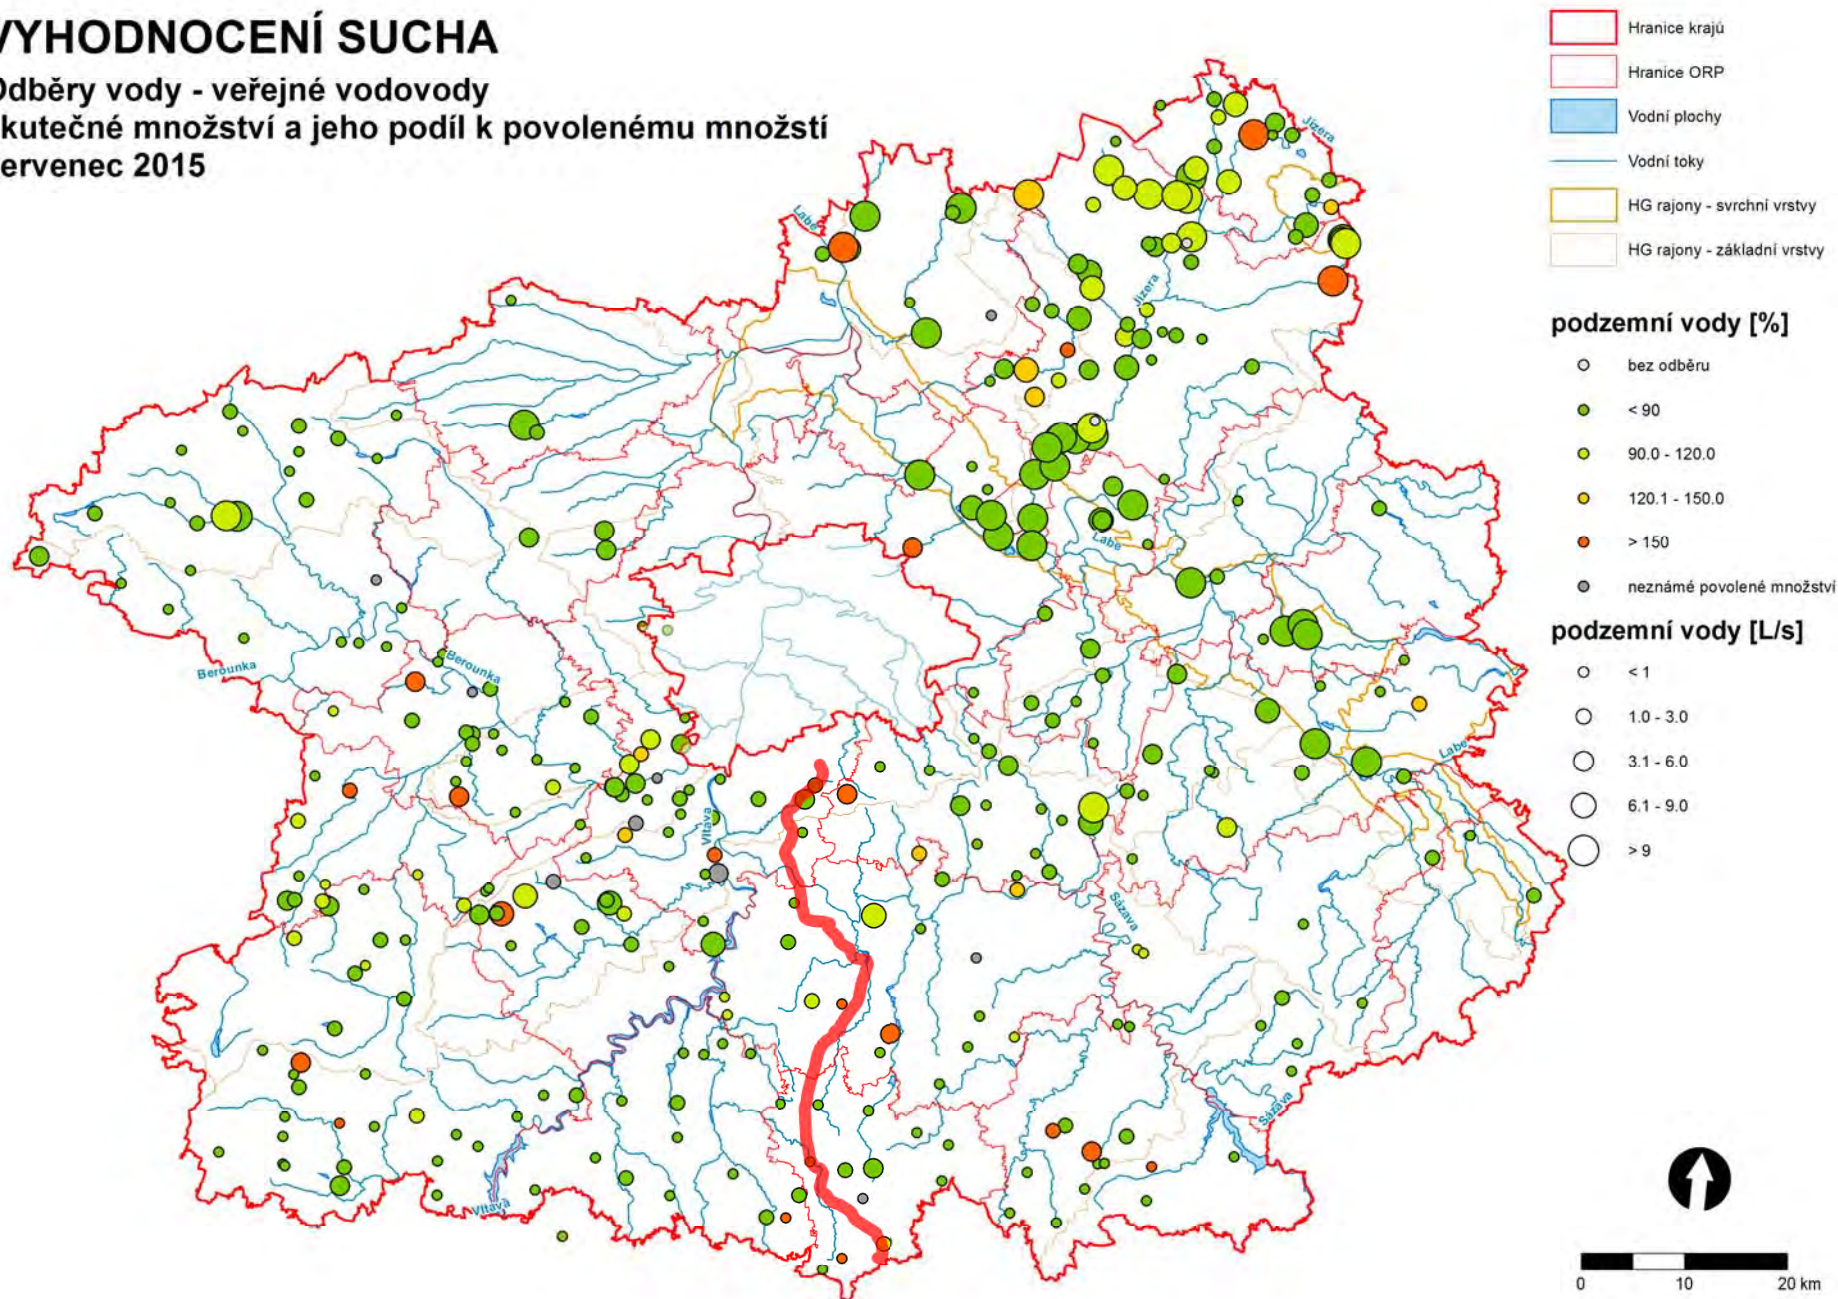 VYHODNOCENÍ SUCHA
Odběry vody - veřejné vodovody
kutečné množství a jeho podíl k povolenému množstí
ervenec 2015
Hranice krajů
Hranice ORP
Vodní plochy
Vodní toky
HG rajony - svrchní vrstvy
HG rajony - základní vrstvy
podzemní vody [%]
bez odběru
< 90
90.0 - 120.0
120.1 - 150.0
> 150
neznámé povolené množství
podzemní vody [L/s]
< 1
1.0 - 3.0
3.1 - 6.0
6.1 - 9.0
> 9
Jizera
Labe
Jizera
Labe
Berounka
Berounka
Labe
Vltava
Sázava
Sázava
Vltava
0 10 20 km